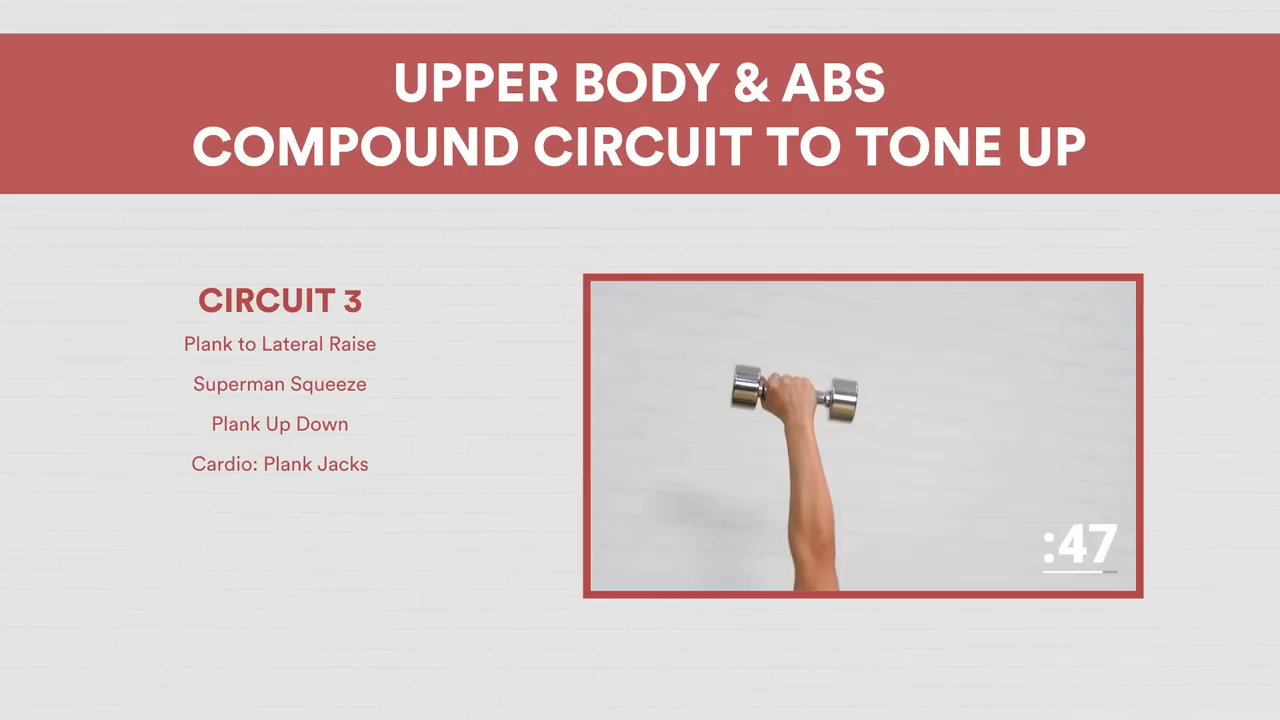 UPPER BODY & ABS
COMPOUND CIRCUIT TO TONE UP
CIRCUIT 3
Plank to Lateral Raise
Superman Squeeze
Plank Up Down
Cardio: Plank Jacks
:47